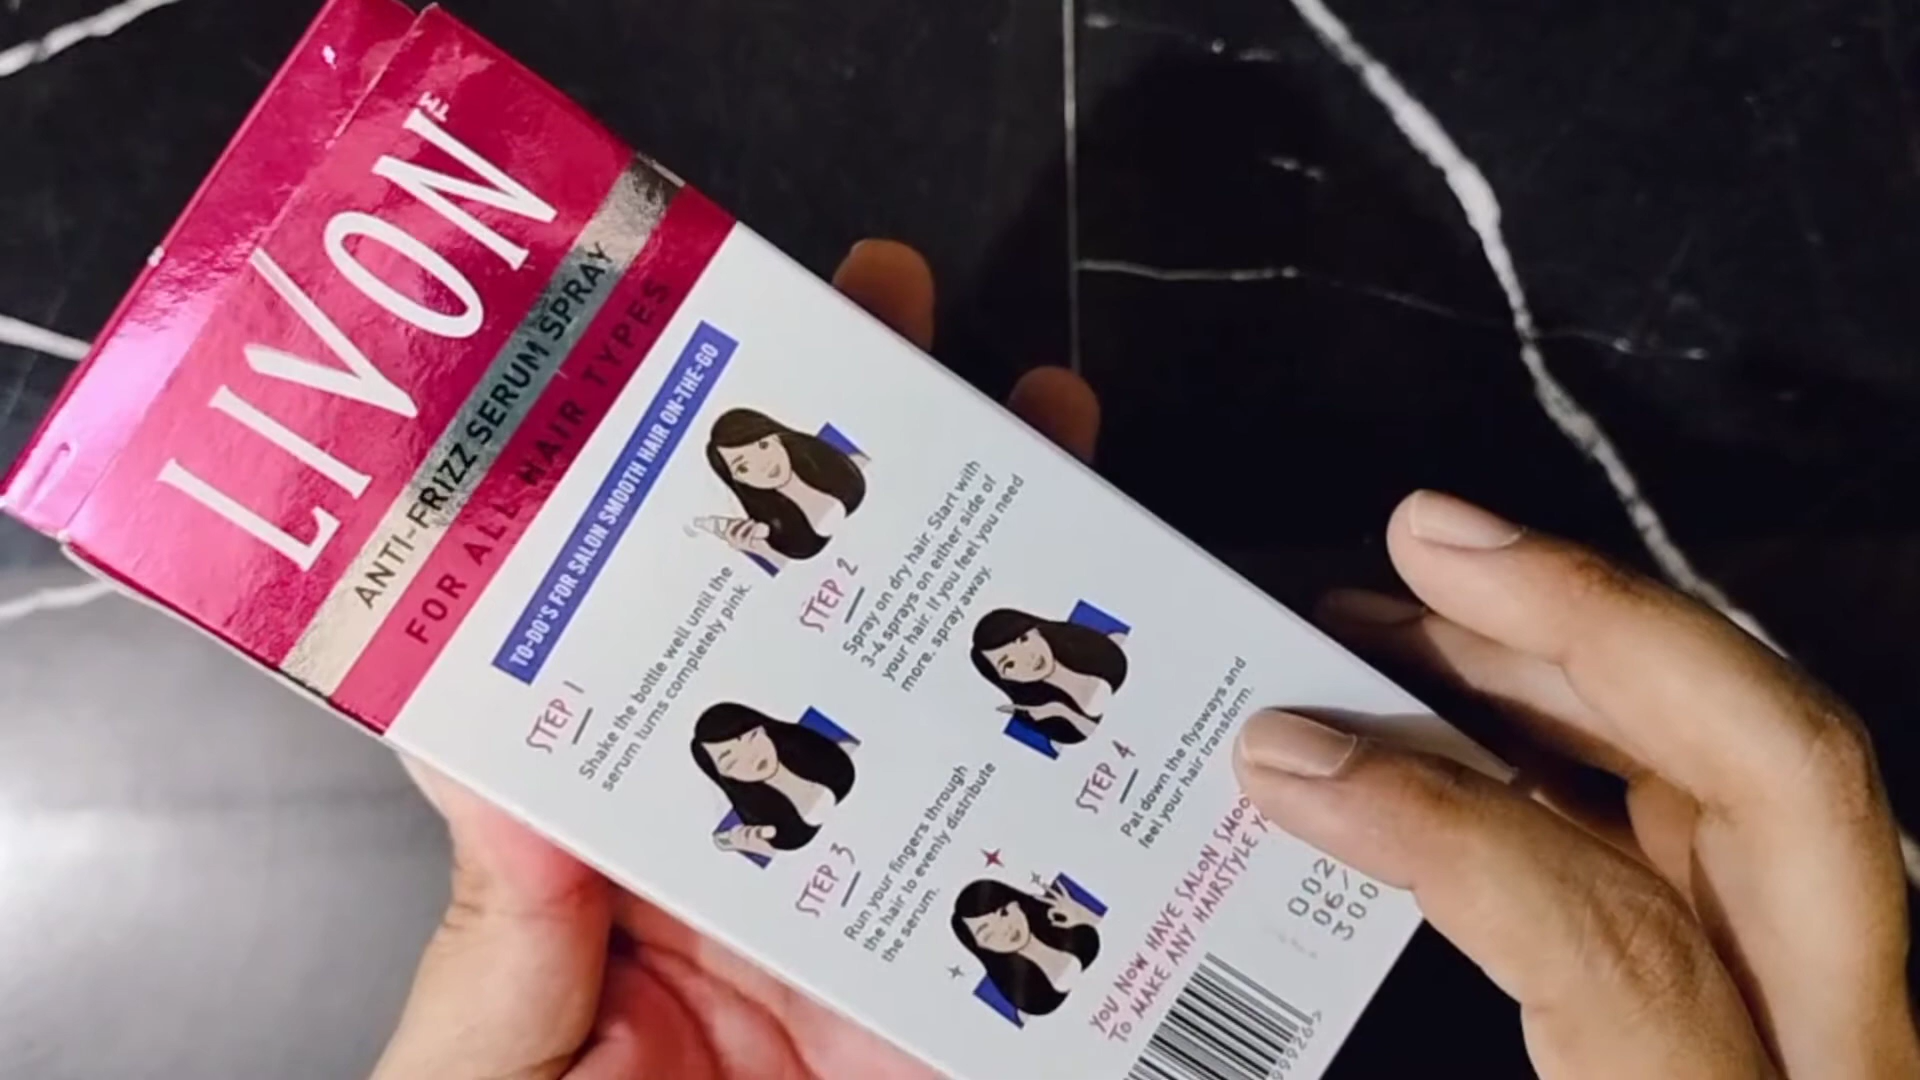 LIVON™
ANTI-FRIZZ SERUM SPRAY
FOR ALL HAIR TYPES
TO-DO'S FOR SALON SMOOTH HAIR ON-THE-GO
STEP 1
Shake the bottle well until the
serum turns completely pink.
STEP 2
Spray on dry hair. Start with
3-4 sprays on either side of
your hair. If you feel you need
more, spray away.
STEP 3
Run your fingers through
the hair to evenly distribute
the serum.
STEP 4
Pat down the flyaways and
feel your hair transform.
YOU NOW HAVE SALON SMOO
TO MAKE ANY HAIRSTYLE YO
002
06/
300